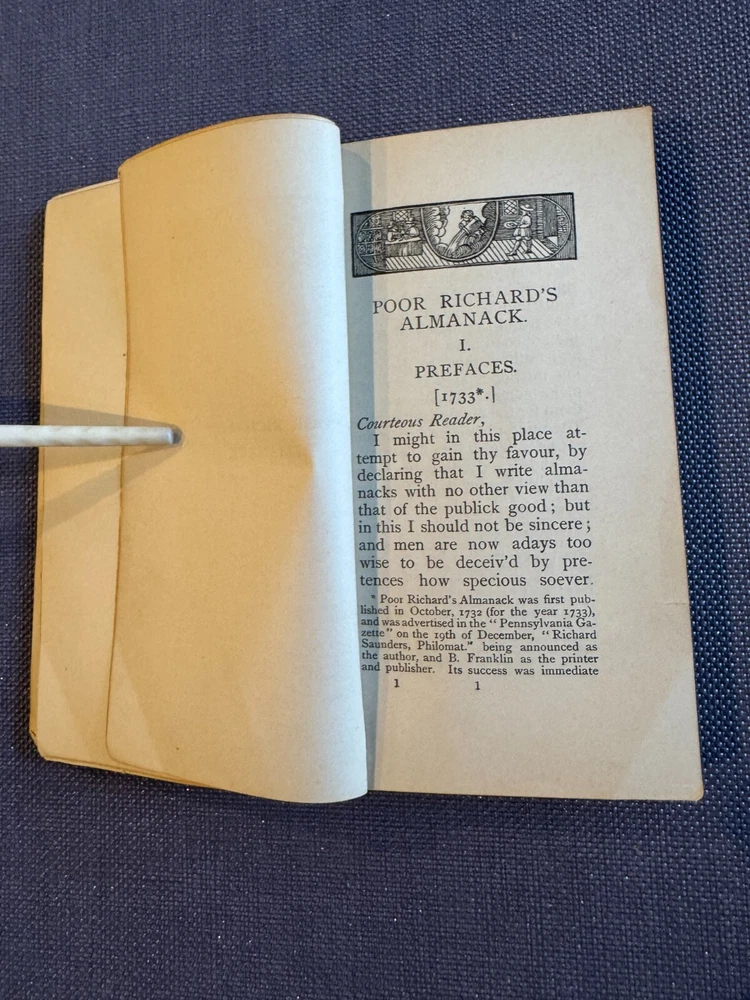 POOR RICHARD'S
ALMANACK.
I.
PREFACES.
[1733*.]
Courteous Reader,
I might in this place at-
tempt to gain thy favour, by
declaring that I write alma-
nacks with no other view than
that of the publick good; but
in this I should not be sincere;
and men are now adays too
wise to be deceiv'd by pre-
tences how specious soever.
* Poor Richard's Almanack was first pub-
lished in October, 1732 (for the year 1733),
and was advertised in the "Pennsylvania Ga-
zette" on the 19th of December, "Richard
Saunders, Philomat." being announced as
the author, and B. Franklin as the printer
and publisher. Its success was immediate
1 1